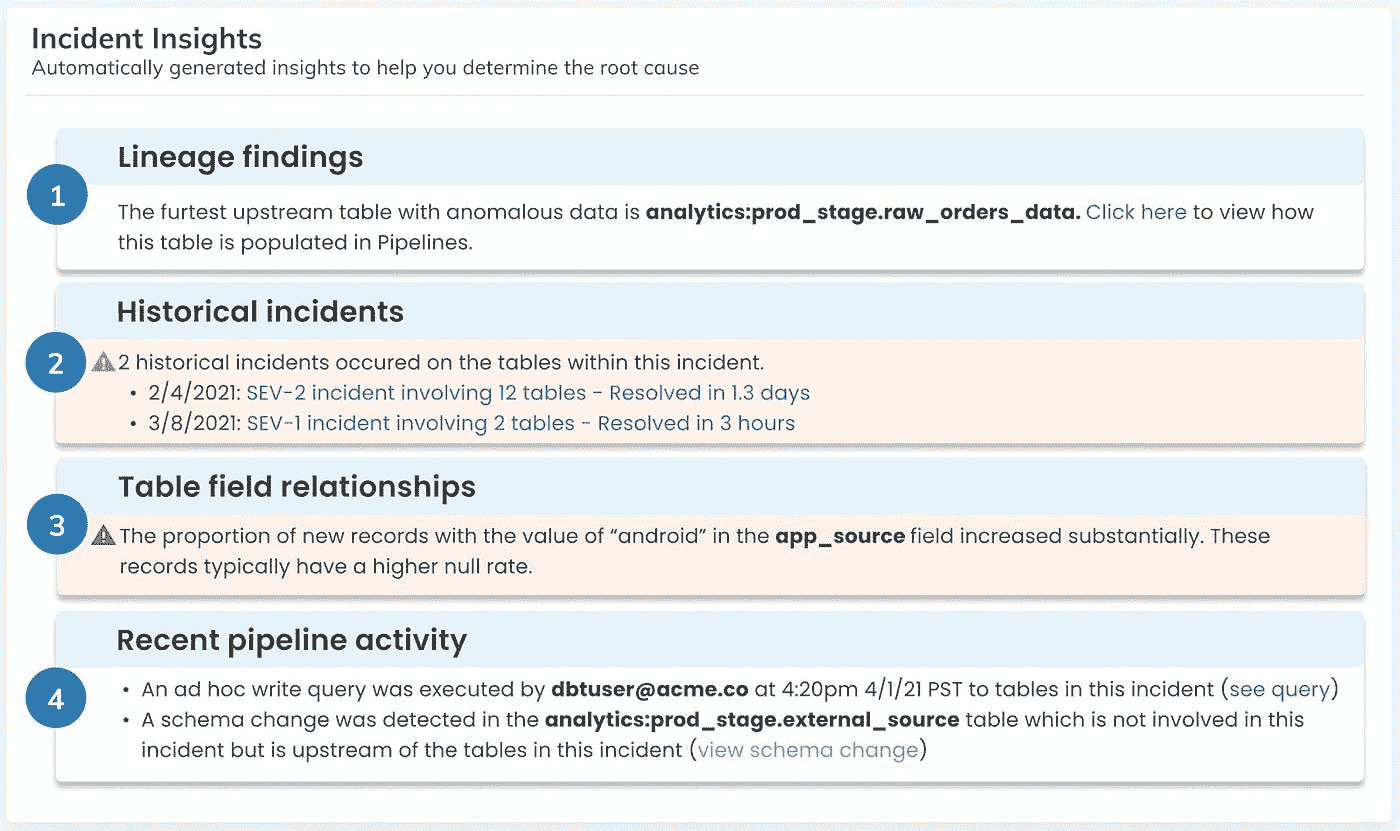 Incident Insights
Automatically generated insights to help you determine the root cause
Lineage findings
1
The furtest upstream table with anomalous data is analytics:prod_stage.raw_orders_data. Click here to view how
this table is populated in Pipelines.
Historical incidents
2
2 historical incidents occured on the tables within this incident.
• 2/4/2021: SEV-2 incident involving 12 tables - Resolved in 1.3 days
• 3/8/2021: SEV-1 incident involving 2 tables - Resolved in 3 hours
Table field relationships
3
The proportion of new records with the value of “android” in the app_source field increased substantially. These
records typically have a higher null rate.
Recent pipeline activity
4
• An ad hoc write query was executed by dbtuser@acme.co at 4:20pm 4/1/21 PST to tables in this incident (see query)
• A schema change was detected in the analytics:prod_stage.external_source table which is not involved in this
incident but is upstream of the tables in this incident (view schema change)